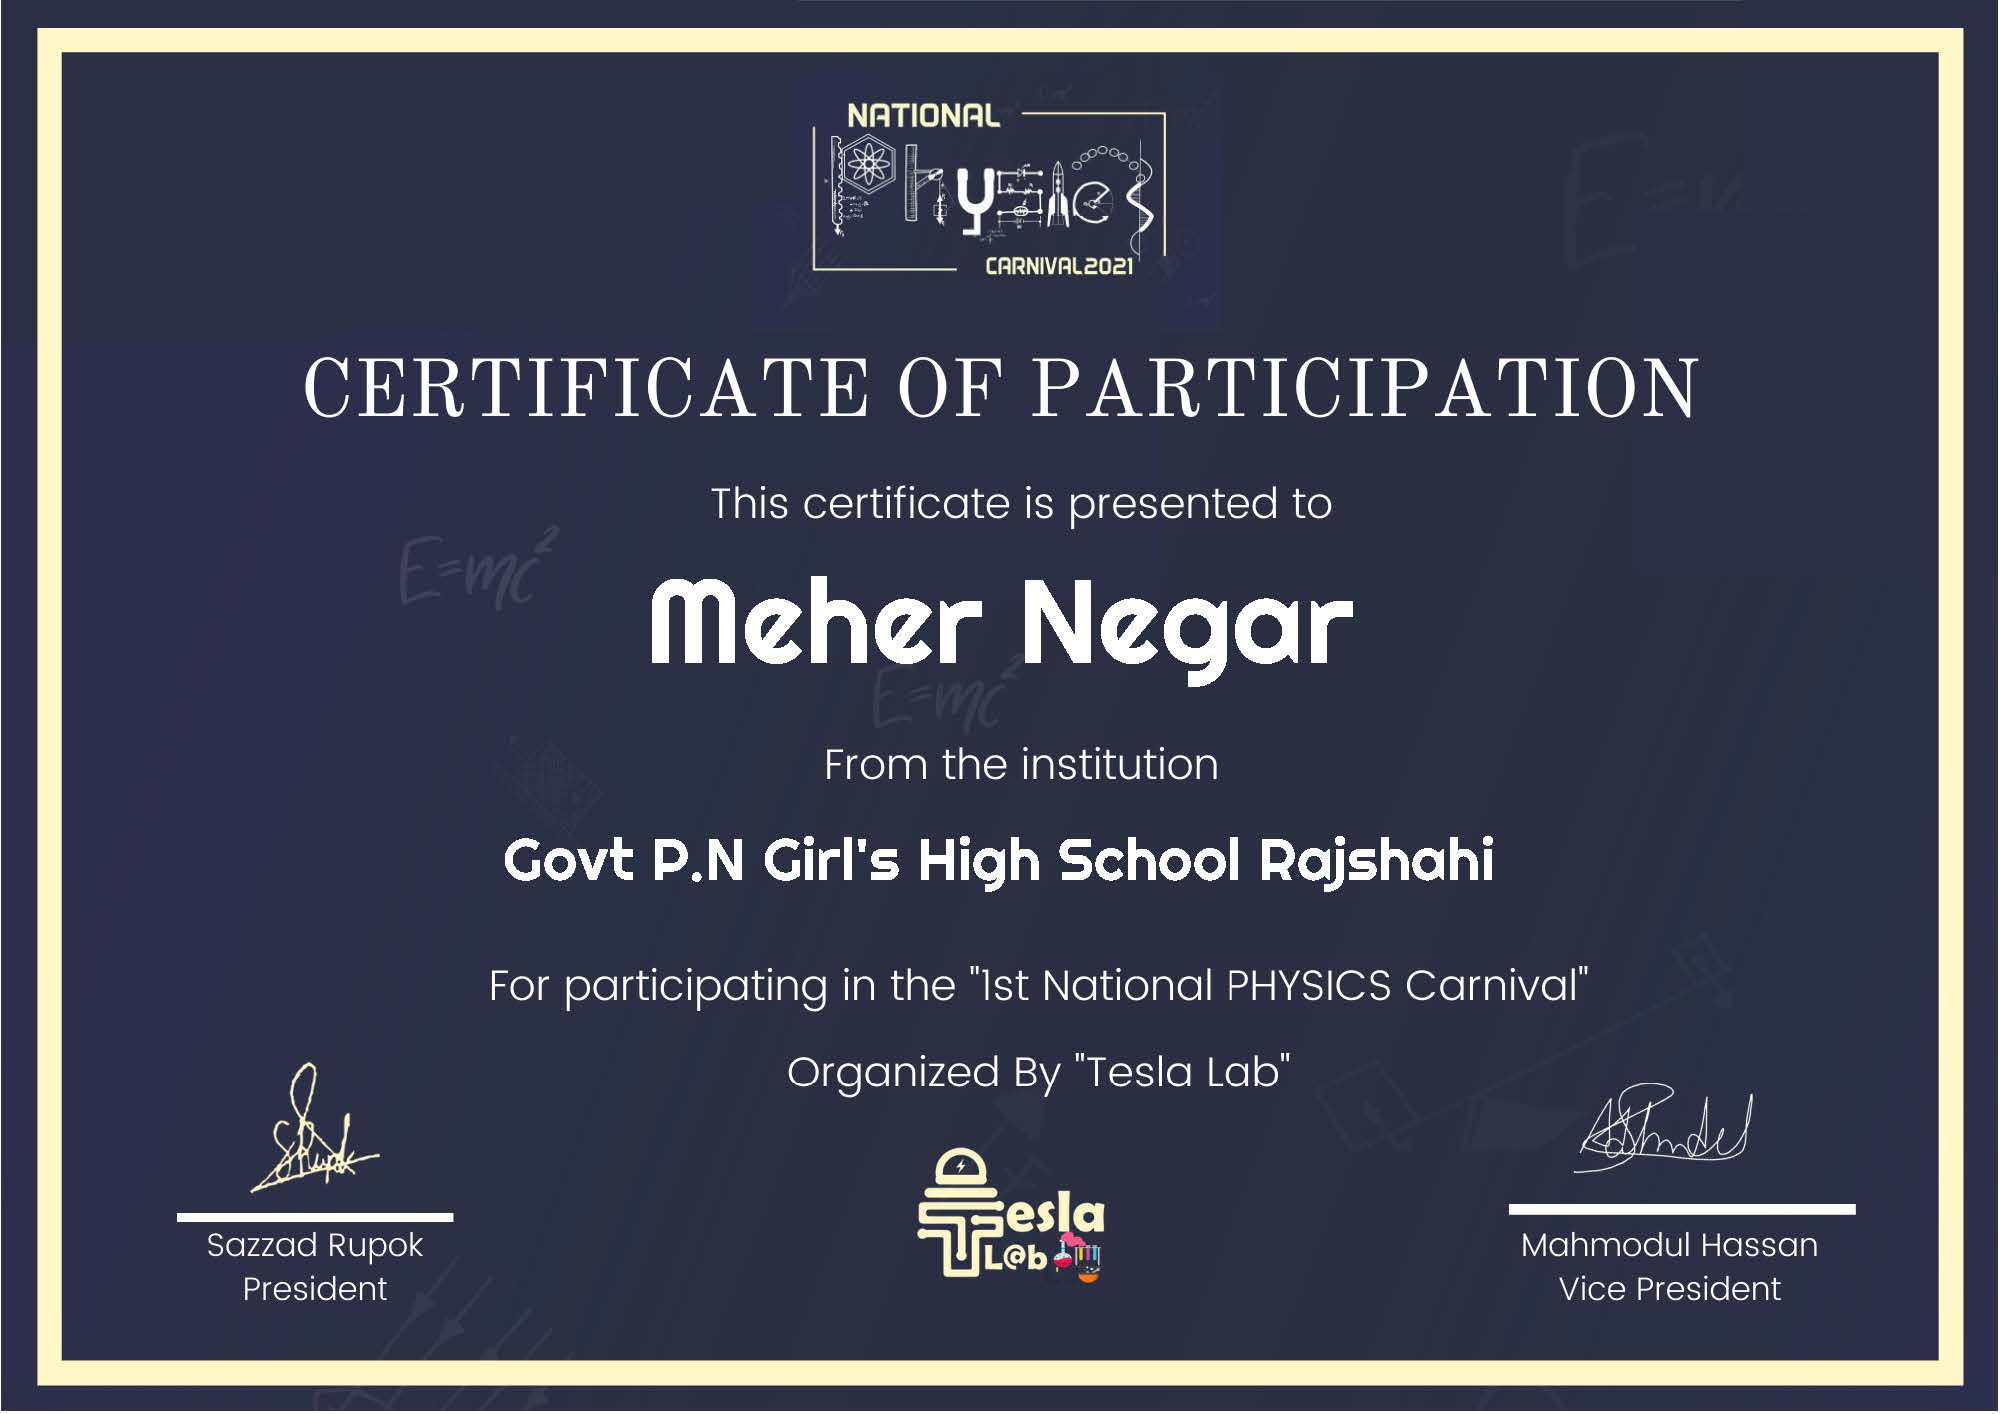 NATIONAL
Physics
CARNIVAL2021
CERTIFICATE OF PARTICIPATION
This certificate is presented to
E=mc²
Meher Negar
E=mc²
From the institution
Govt P.N Girl's High School Rajshahi
For participating in the "1st National PHYSICS Carnival"
Organized By "Tesla Lab"
Tesla
L@b
Sazzad Rupok
President
Mahmodul Hassan
Vice President